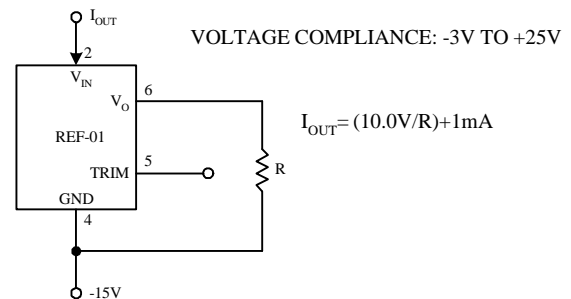 I_OUT
VOLTAGE COMPLIANCE: -3V TO +25V
2
V_IN
6
V_O
I_OUT= (10.0V/R)+1mA
REF-01
5
TRIM
R
GND
4
-15V